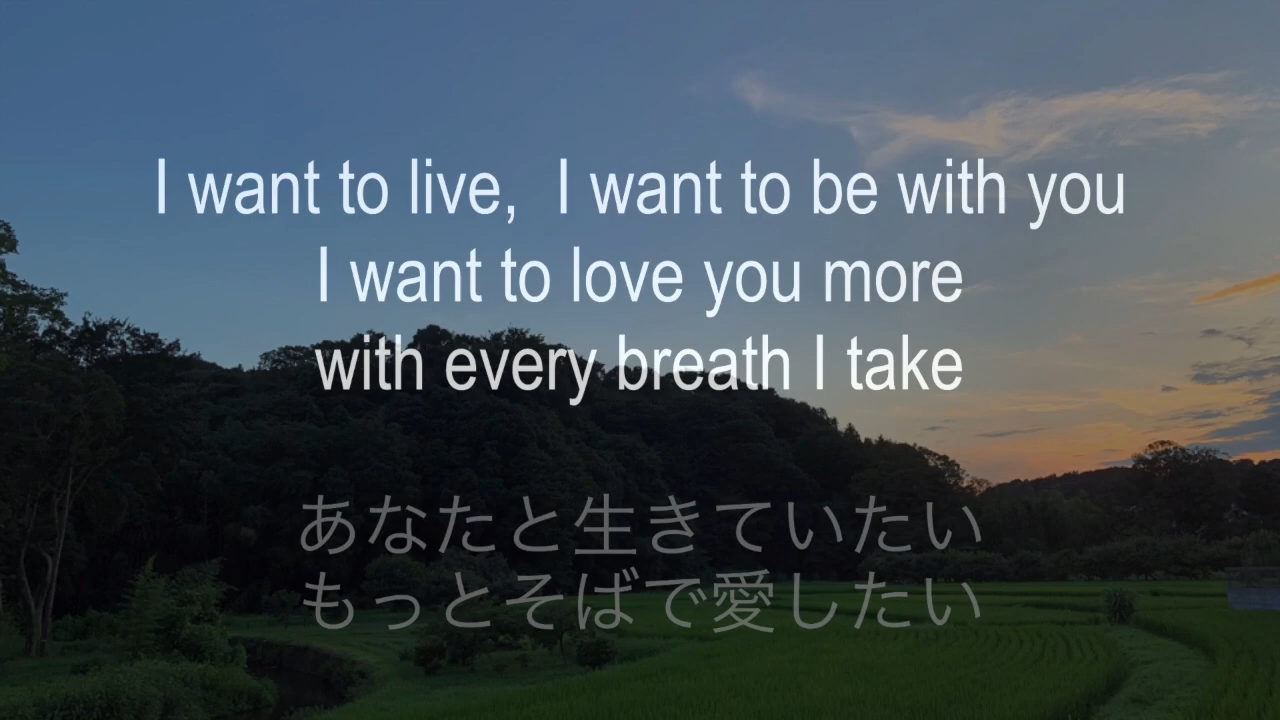 I want to live,  I want to be with you
I want to love you more
with every breath I take
あなたと生きていたい
もっとそばで愛したい